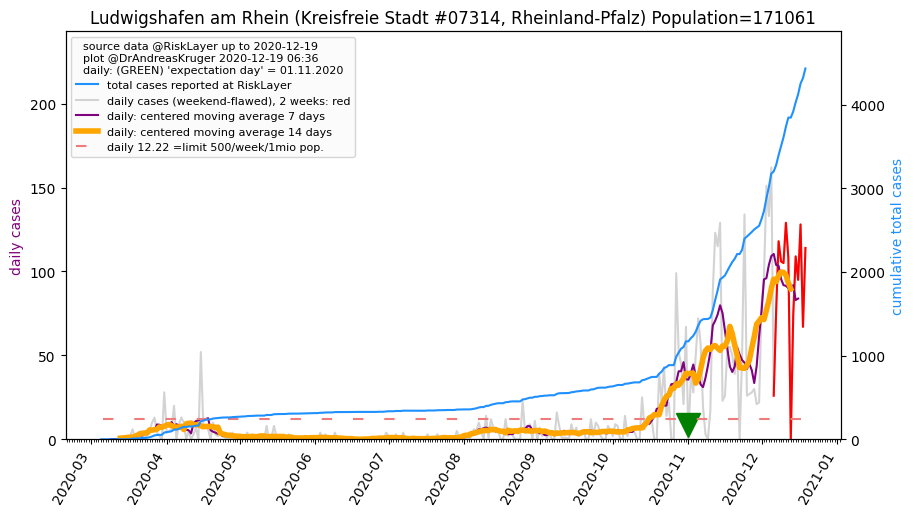 Ludwigshafen am Rhein (Kreisfreie Stadt #07314, Rheinland-Pfalz) Population=171061
source data @RiskLayer up to 2020-12-19
plot @DrAndreasKruger 2020-12-19 06:36
daily: (GREEN) 'expectation day' = 01.11.2020
total cases reported at RiskLayer
daily cases (weekend-flawed), 2 weeks: red
daily: centered moving average 7 days
daily: centered moving average 14 days
daily 12.22 =limit 500/week/1mio pop.
daily cases
200
150
100
50
0
4000
3000
2000
1000
0
cumulative total cases
2020-03
2020-04
2020-05
2020-06
2020-07
2020-08
2020-09
2020-10
2020-11
2020-12
2021-01